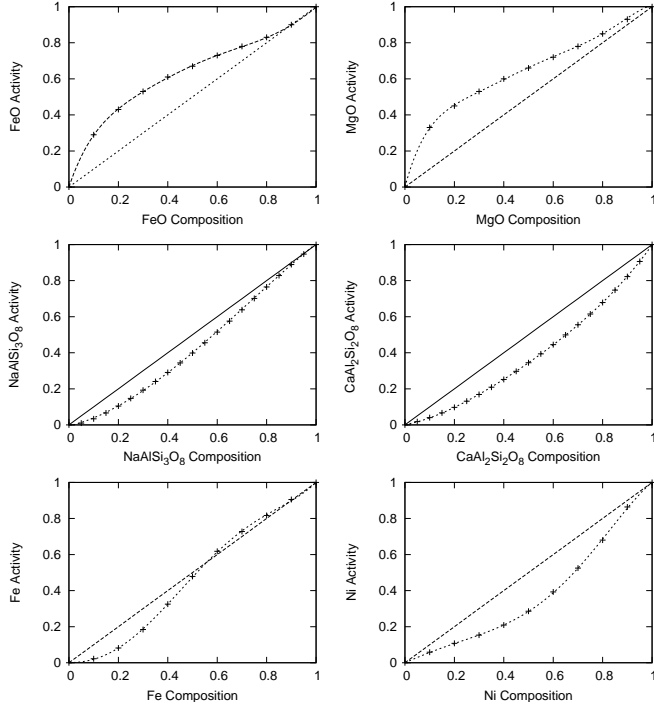 1
0.8
0.6
0.4
0.2
0
FeO Activity
0.2 0.4 0.6 0.8 1
FeO Composition
1
0.8
0.6
0.4
0.2
0
MgO Activity
0.2 0.4 0.6 0.8 1
MgO Composition
1
0.8
0.6
0.4
0.2
0
NaAlSi₃O₈ Activity
0.2 0.4 0.6 0.8 1
NaAlSi₃O₈ Composition
1
0.8
0.6
0.4
0.2
0
CaAl₂Si₂O₈ Activity
0.2 0.4 0.6 0.8 1
CaAl₂Si₂O₈ Composition
1
0.8
0.6
0.4
0.2
0
Fe Activity
0.2 0.4 0.6 0.8 1
Fe Composition
1
0.8
0.6
0.4
0.2
0
Ni Activity
0.2 0.4 0.6 0.8 1
Ni Composition